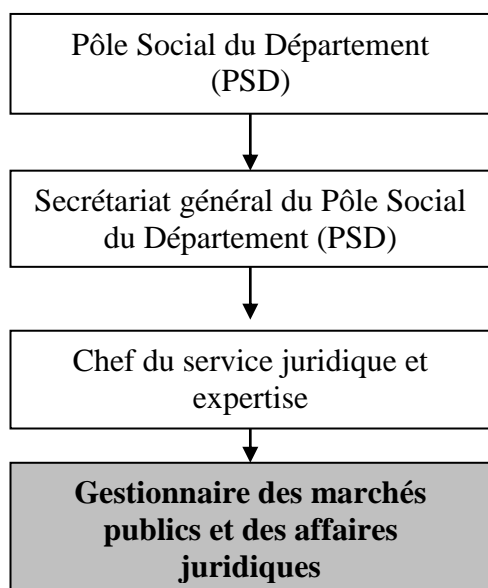 Pôle Social du Département
(PSD)
Secrétariat général du Pôle Social
du Département (PSD)
Chef du service juridique et
expertise
Gestionnaire des marchés
publics et des affaires
juridiques